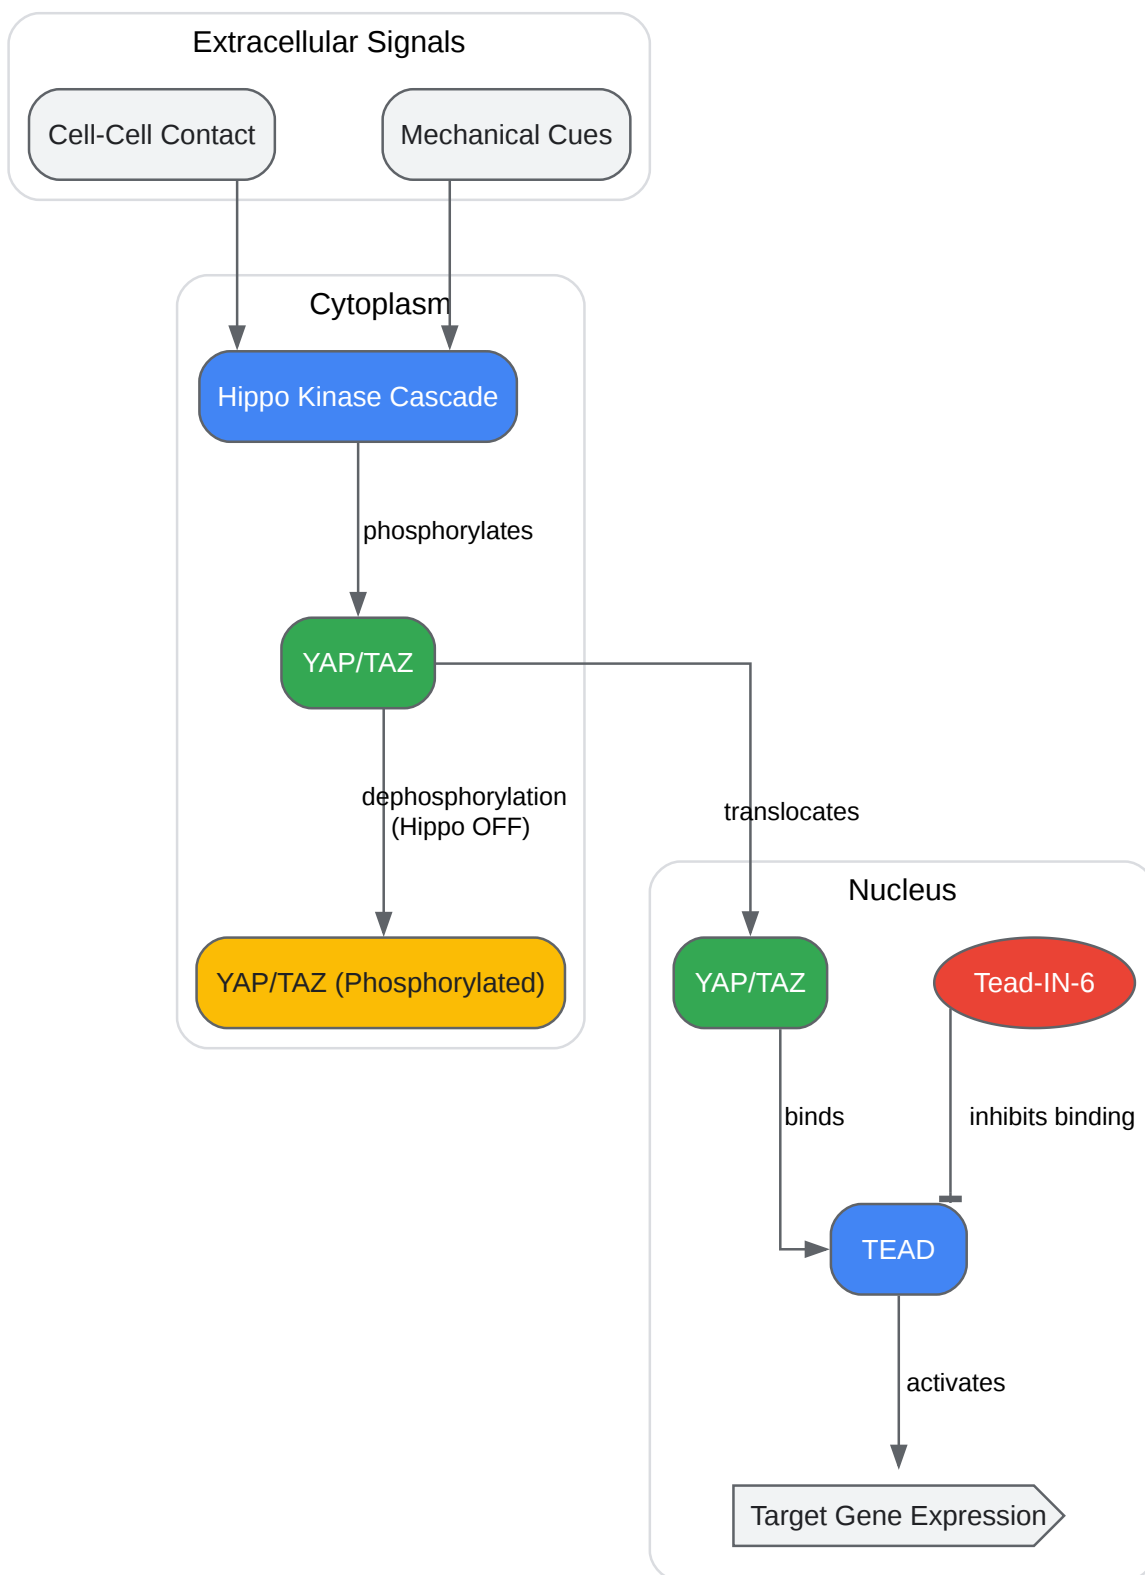 Extracellular Signals
Cell-Cell Contact
Mechanical Cues
Cytoplasm
Hippo Kinase Cascade
phosphorylates
YAP/TAZ
dephosphorylation
(Hippo OFF)
translocates
Nucleus
YAP/TAZ (Phosphorylated)
YAP/TAZ
Tead-IN-6
binds
inhibits binding
TEAD
activates
Target Gene Expression